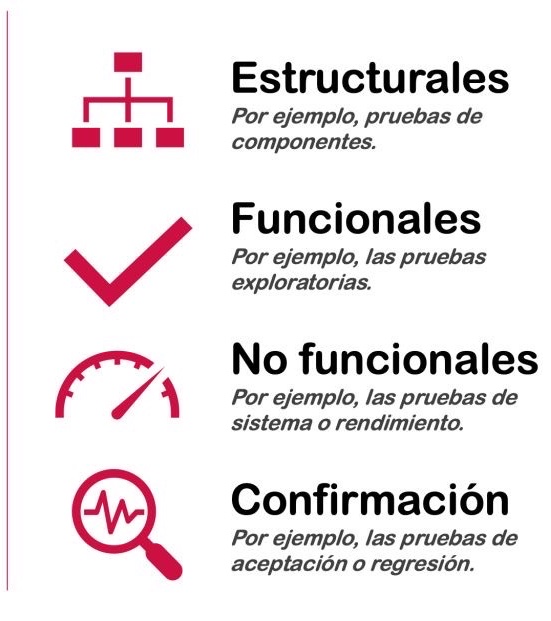 Estructurales
Por ejemplo, pruebas de
componentes.
Funcionales
Por ejemplo, las pruebas
exploratorias.
No funcionales
Por ejemplo, las pruebas de
sistema o rendimiento.
Confirmación
Por ejemplo, las pruebas de
aceptación o regresión.